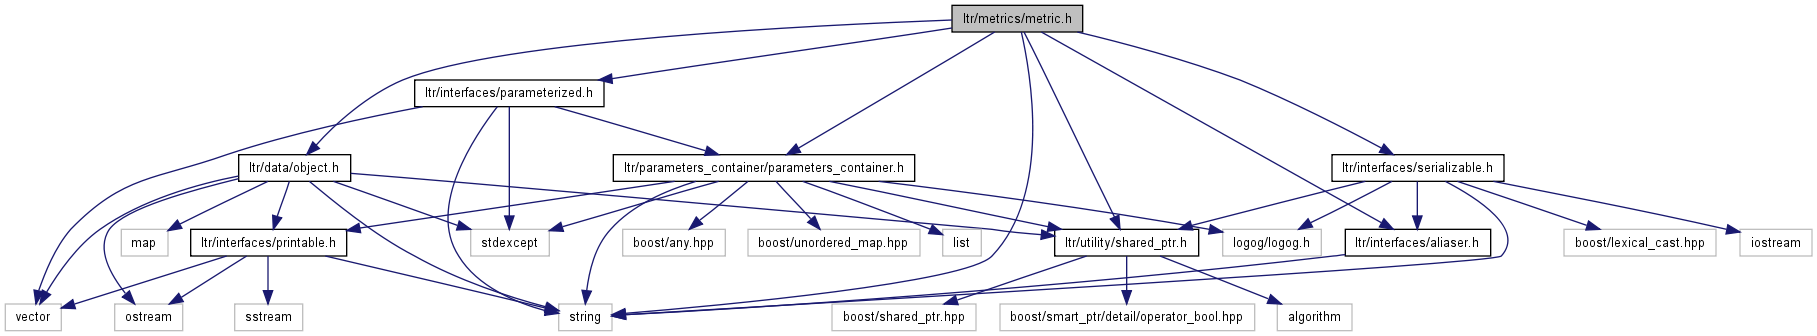 ltr/metrics/metric.h
ltr/interfaces/parameterized.h
ltr/data/object.h
ltr/parameters_container/parameters_container.h
ltr/interfaces/serializable.h
map
ltr/interfaces/printable.h
stdexcept
boost/any.hpp
boost/unordered_map.hpp
list
ltr/utility/shared_ptr.h
logog/logog.h
ltr/interfaces/aliaser.h
boost/lexical_cast.hpp
iostream
vector
ostream
sstream
string
boost/shared_ptr.hpp
boost/smart_ptr/detail/operator_bool.hpp
algorithm